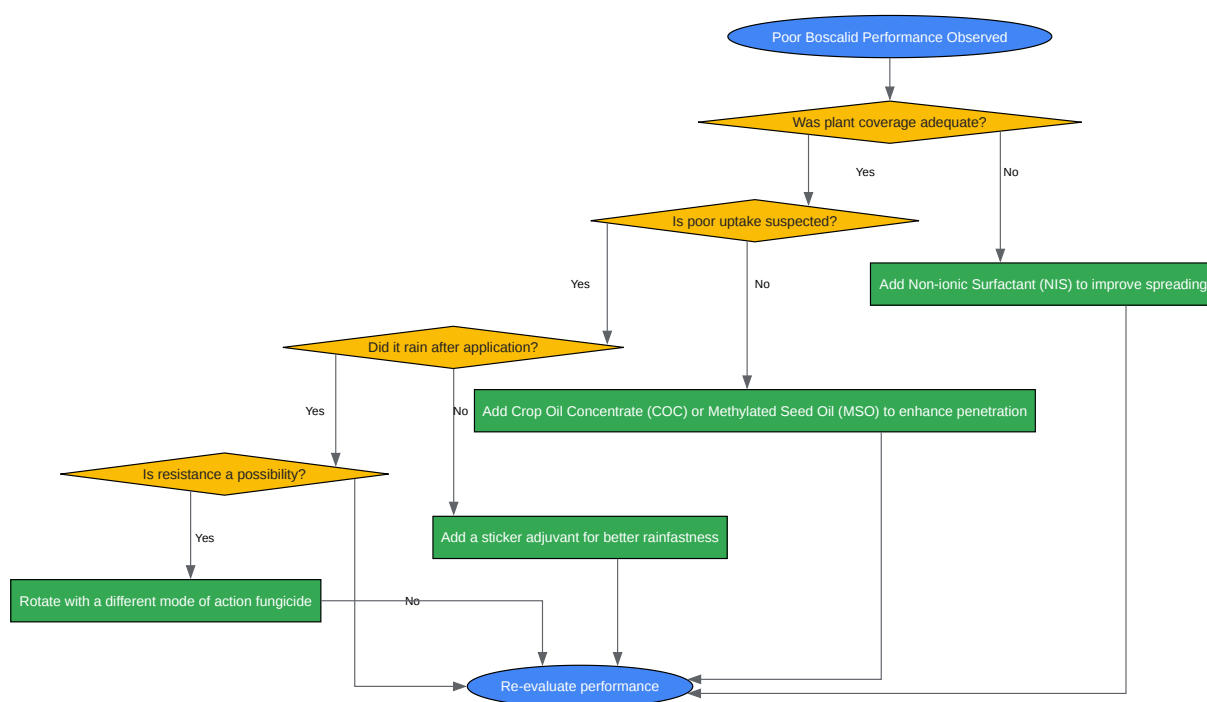 Poor Boscalid Performance Observed
Was plant coverage adequate?
Yes
No
Is poor uptake suspected?
Yes
No
Add Non-ionic Surfactant (NIS) to improve spreading
Did it rain after application?
Yes
No
Add Crop Oil Concentrate (COC) or Methylated Seed Oil (MSO) to enhance penetration
Is resistance a possibility?
Yes
Add a sticker adjuvant for better rainfastness
Rotate with a different mode of action fungicide
No
Re-evaluate performance